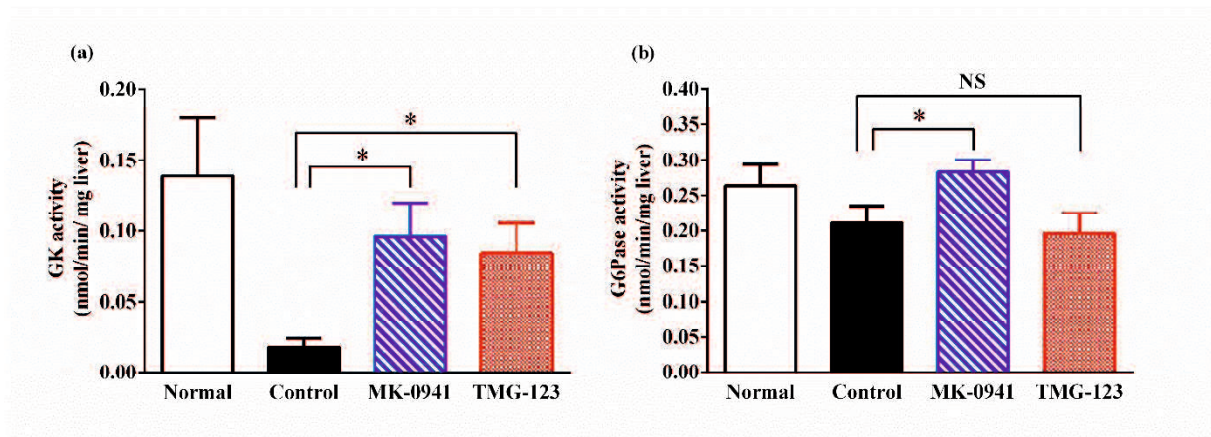 (a)
GK activity
(nmol/min/ mg liver)
0.20
0.15
0.10
0.05
0.00
*
*
Normal Control MK-0941 TMG-123
(b)
G6Pase activity
(nmol/min/mg liver)
0.40
0.35
0.30
0.25
0.20
0.15
0.10
0.05
0.00
NS
*
Normal Control MK-0941 TMG-123